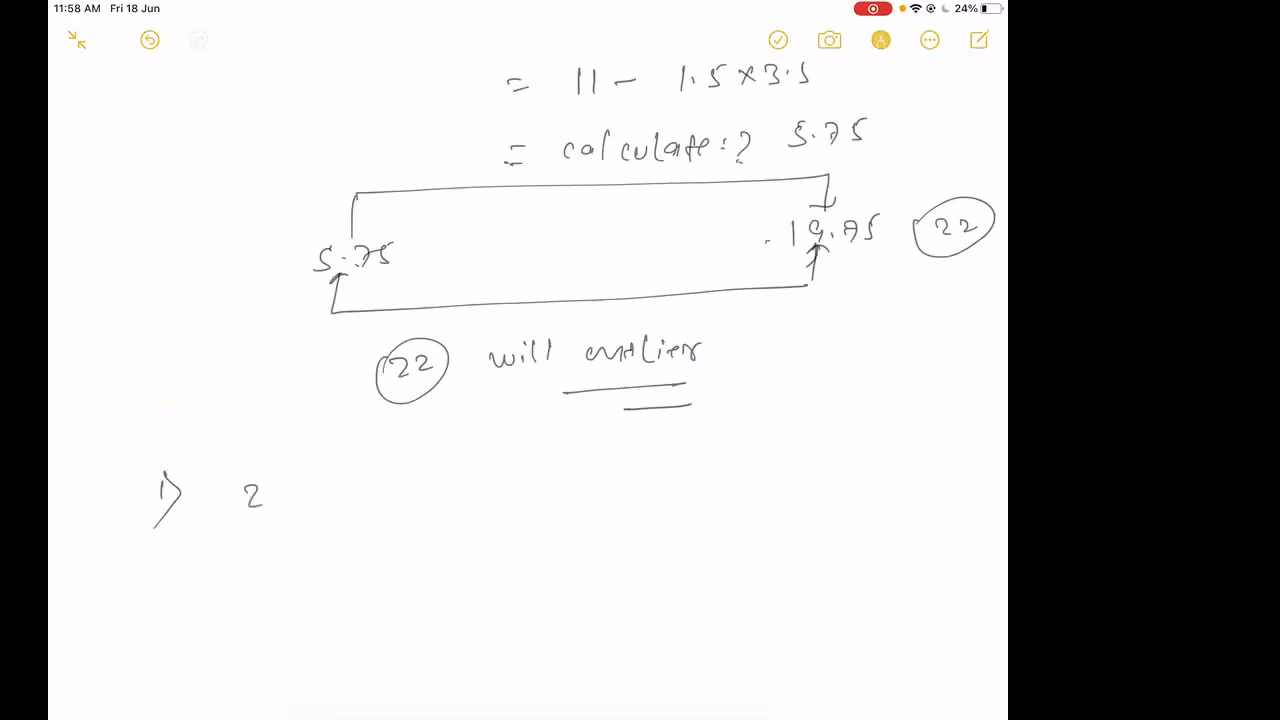 11:58 AM Fri 18 Jun 24%
= 11 - 1.5 × 3.5
= calculate: ? 5.75
5.75 19.75 22
22 will outlier
1) 2